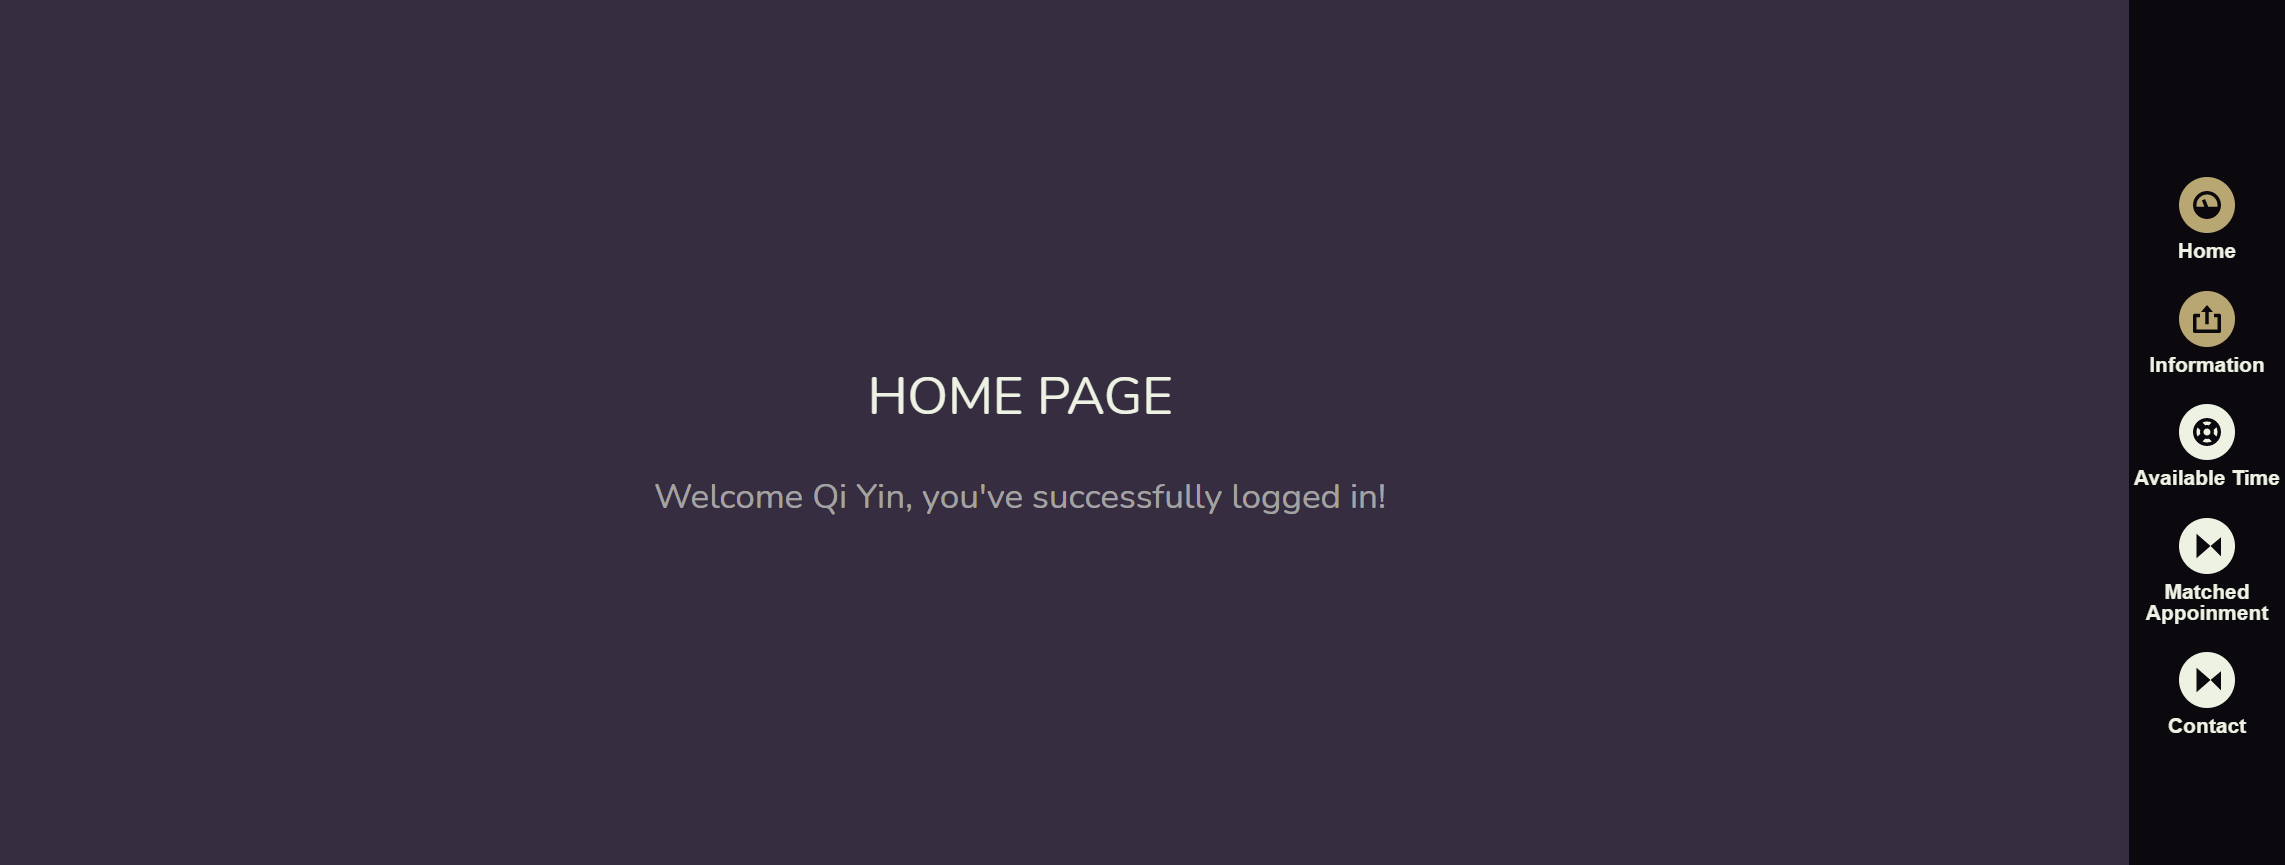 HOME PAGE
Welcome Qi Yin, you've successfully logged in!
Home
Information
Available Time
Matched
Appoinment
Contact